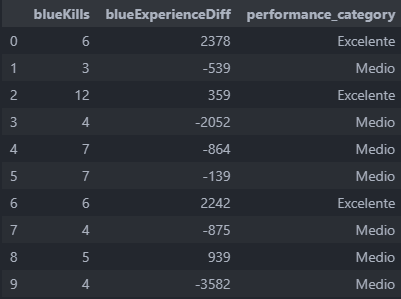 blueKills blueExperienceDiff performance_category
0 6 2378 Excelente
1 3 -539 Medio
2 12 359 Excelente
3 4 -2052 Medio
4 7 -864 Medio
5 7 -139 Medio
6 6 2242 Excelente
7 4 -875 Medio
8 5 939 Medio
9 4 -3582 Medio